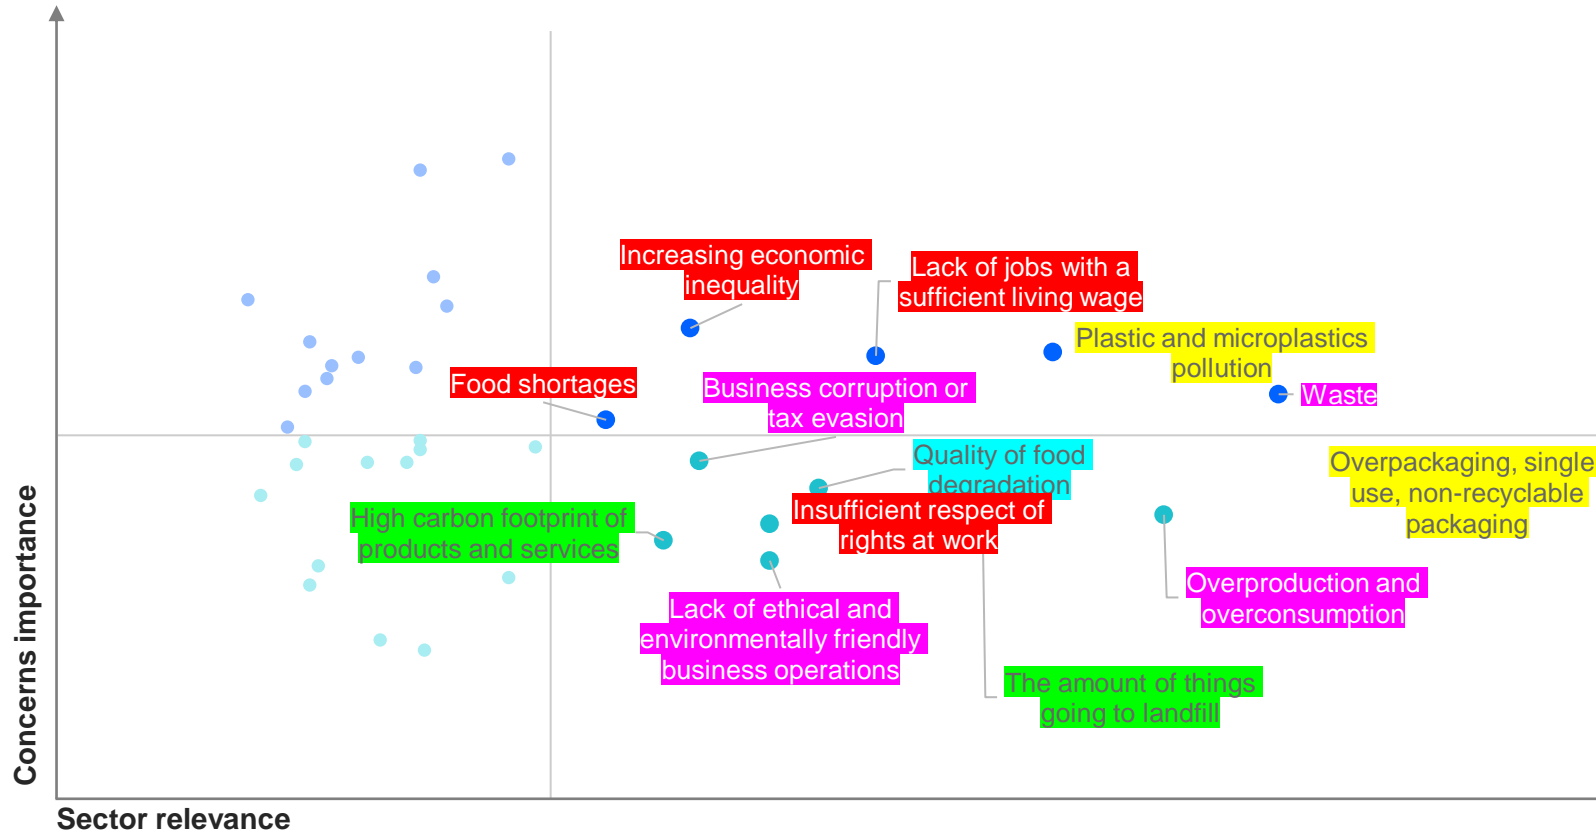 Increasing economic
inequality
Lack of jobs with a
sufficient living wage
Plastic and microplastics
pollution
Food shortages
Business corruption or
tax evasion
Waste
Quality of food
degradation
Overpackaging, single
use, non-recyclable
packaging
High carbon footprint of
products and services
Insufficient respect of
rights at work
Overproduction and
overconsumption
Lack of ethical and
environmentally friendly
business operations
The amount of things
going to landfill
Concerns importance
Sector relevance